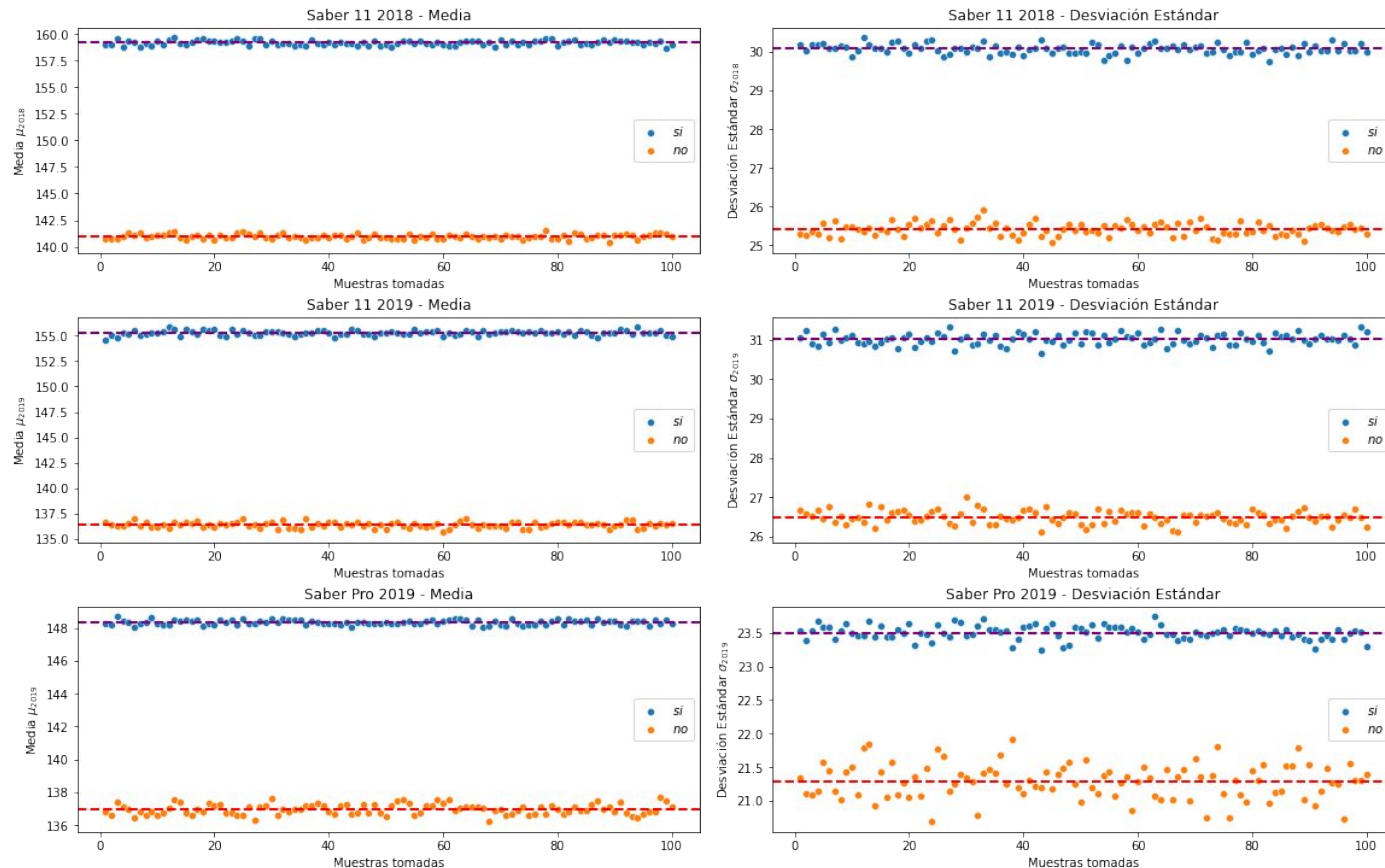 Saber 11 2018 - Media
160.0
157.5
155.0
152.5
150.0
147.5
145.0
142.5
140.0
Media μ2018
si
no
0 20 40 60 80 100
Muestras tomadas
Saber 11 2018 - Desviación Estándar
30
29
28
27
26
25
Desviación Estándar σ2018
si
no
0 20 40 60 80 100
Muestras tomadas
Saber 11 2019 - Media
155.0
152.5
150.0
147.5
145.0
142.5
140.0
137.5
135.0
Media μ2019
si
no
0 20 40 60 80 100
Muestras tomadas
Saber 11 2019 - Desviación Estándar
31
30
29
28
27
26
Desviación Estándar σ2019
si
no
0 20 40 60 80 100
Muestras tomadas
Saber Pro 2019 - Media
148
146
144
142
140
138
136
Media μ2019
si
no
0 20 40 60 80 100
Muestras tomadas
Saber Pro 2019 - Desviación Estándar
23.5
23.0
22.5
22.0
21.5
21.0
Desviación Estándar σ2019
si
no
0 20 40 60 80 100
Muestras tomadas